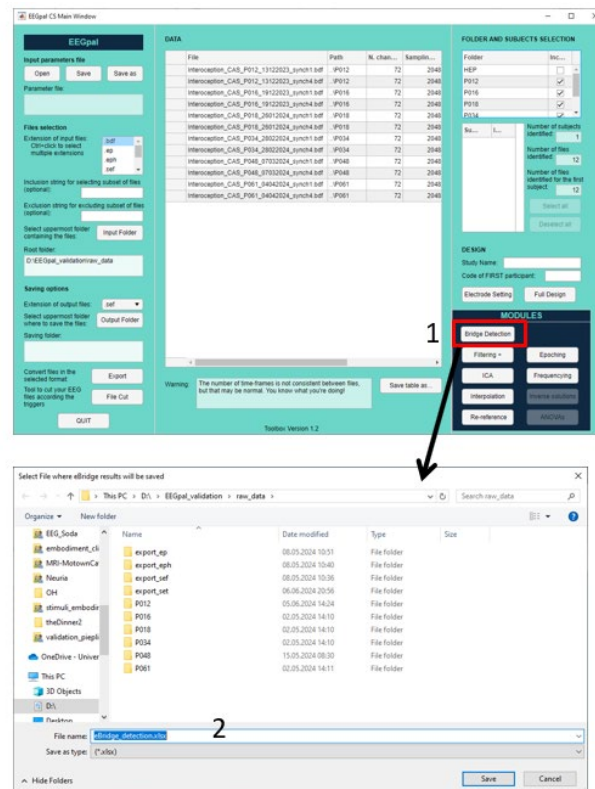 EEGpal CS Main Window
EEGpal
Input parameters file
Open Save Save as
Parameter file:
Files selection
Extension of input files:
Ctrl+click to select
multiple extensions
.bdf
.ep
.eph
.sef
Inclusion string for selecting subset of files
(optional):
Exclusion string for excluding subset of files
(optional):
Select uppermost folder
containing the files:
Input Folder
Root folder:
D:\EEGpal_validation\raw_data
Saving options
Extension of output files: .sef
Select uppermost folder
where to save the files:
Output Folder
Saving folder:
Convert files in the
selected format
Export
Tool to cut your EEG
files according the
triggers
File Cut
QUIT
DATA
File Path N. chan... Samplin...
Interoception_CAS_P012_13122023_synch1.bdf .\P012 72 2048
Interoception_CAS_P012_13122023_synch4.bdf .\P012 72 2048
Interoception_CAS_P016_19122023_synch1.bdf .\P016 72 2048
Interoception_CAS_P016_19122023_synch4.bdf .\P016 72 2048
Interoception_CAS_P018_26012024_synch1.bdf .\P018 72 2048
Interoception_CAS_P018_26012024_synch4.bdf .\P018 72 2048
Interoception_CAS_P034_28022024_synch1.bdf .\P034 72 2048
Interoception_CAS_P034_28022024_synch4.bdf .\P034 72 2048
Interoception_CAS_P048_07032024_synch1.bdf .\P048 72 2048
Interoception_CAS_P048_07032024_synch4.bdf .\P048 72 2048
Interoception_CAS_P061_04042024_synch1.bdf .\P061 72 2048
Interoception_CAS_P061_04042024_synch4.bdf .\P061 72 2048
Warning: The number of time-frames is not consistent between files,
but that may be normal. You know what you're doing!
Save table as...
Toolbox Version 1.2
FOLDER AND SUBJECTS SELECTION
Folder Inc...
HEP
P012
P016
P018
P034
Su... I...
Number of subjects
identified: 1
Number of files
identified: 12
Number of files
identified for the first
subject: 12
Select all
Deselect all
DESIGN
Study Name:
Code of FIRST participant:
Electrode Setting Full Design
MODULES
1
Bridge Detection
Filtering + Epoching
ICA Frequencying
Interpolation Inverse solutions
Re-reference ANOVAs
Select File where eBridge results will be saved
This PC > D:\ > EEGpal_validation > raw_data >
Search raw_data
Organize New folder
EEG_Soda
embodiment_cli
MRI-MotownCa
Neuria
OH
stimuli_embodir
theDinner2
validation_piepli
OneDrive - Univer
This PC
3D Objects
D:\
Desktop
Name Date modified Type Size
export_ep 08.05.2024 10:51 File folder
export_eph 08.05.2024 10:40 File folder
export_sef 08.05.2024 10:36 File folder
export_set 06.06.2024 20:56 File folder
P012 05.06.2024 14:24 File folder
P016 02.05.2024 14:10 File folder
P018 02.05.2024 14:10 File folder
P034 02.05.2024 14:10 File folder
P048 15.05.2024 08:30 File folder
P061 02.05.2024 14:11 File folder
2
File name: eBridge_detection.xlsx
Save as type: (*.xlsx)
Hide Folders
Save Cancel